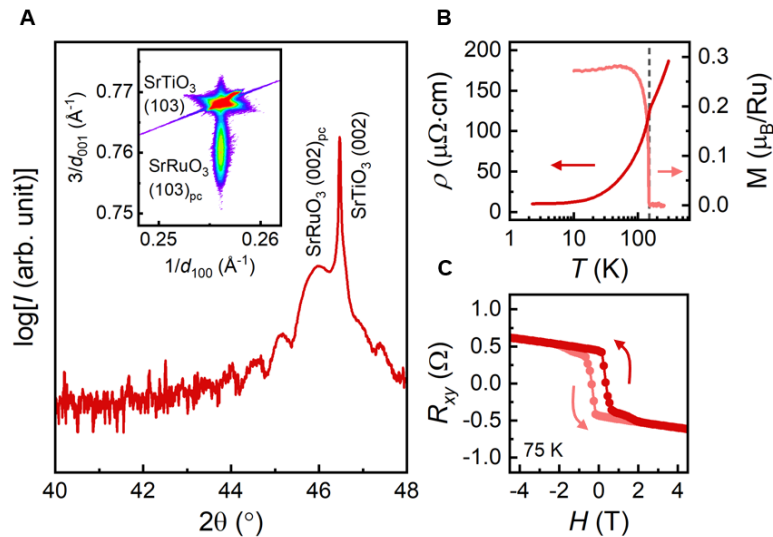 A
log[I (arb. unit)]
SrTiO3
(103)
SrRuO3
(103)pc
3/d001 (Å-1)
0.77
0.76
0.75
0.25
0.26
1/d100 (Å-1)
SrRuO3 (002)pc
SrTiO3 (002)
40
42
44
46
48
2θ (°)
B
ρ (μΩ·cm)
200
150
100
50
0
M (μB/Ru)
0.3
0.2
0.1
0.0
1
10
100
T (K)
C
Rxy (Ω)
1.0
0.5
0.0
-0.5
-1.0
75 K
-4
-2
0
2
4
H (T)